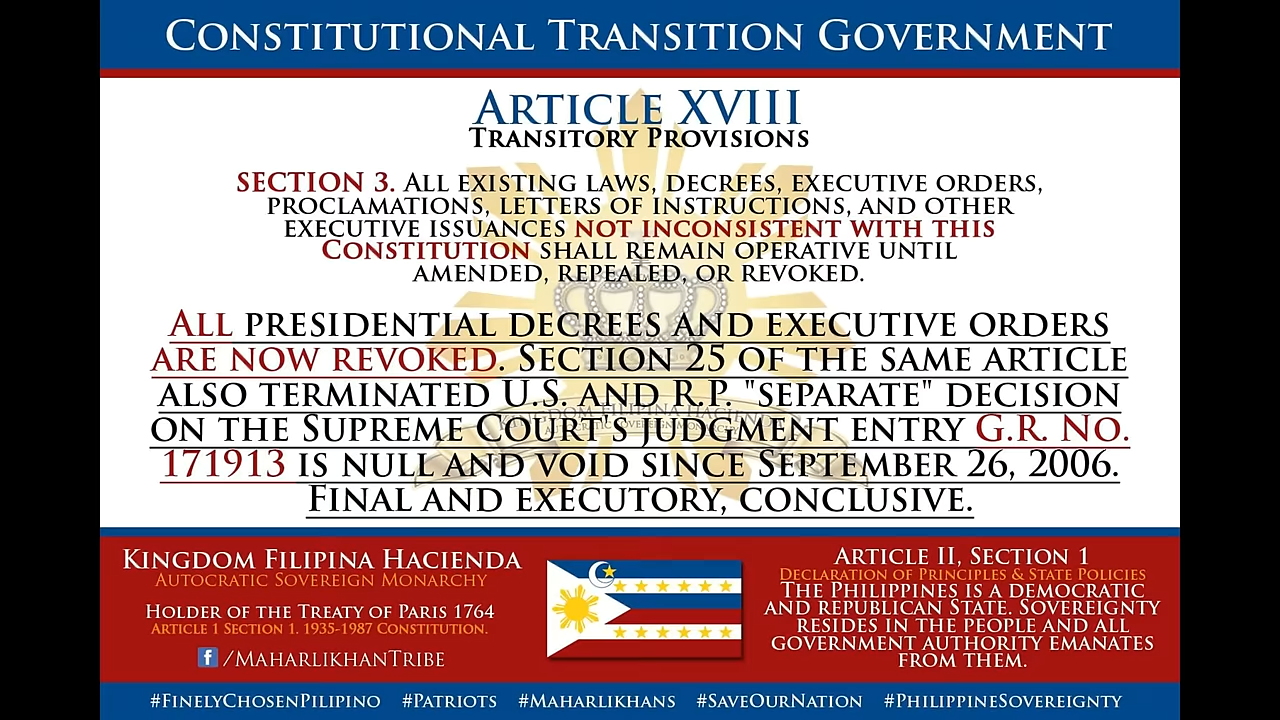 Constitutional Transition Government
Article XVIII
Transitory Provisions
SECTION 3. All existing laws, decrees, executive orders,
proclamations, letters of instructions, and other
executive issuances not inconsistent with this
Constitution shall remain operative until
amended, repealed, or revoked.
All presidential decrees and executive orders
are now revoked. Section 25 of the same article
also terminated U.S. and R.P. "separate" decision
on the Supreme Court's judgment entry G.R. No.
171913 is null and void since September 26, 2006.
Final and executory, conclusive.
Kingdom Filipina Hacienda
Autocratic Sovereign Monarchy
Kingdom Filipina Hacienda
Autocratic Sovereign Monarchy
Holder of the Treaty of Paris 1764
Article 1 Section 1. 1935-1987 Constitution.
f /MaharlikhanTribe
Article II, Section 1
Declaration of Principles & State Policies
The Philippines is a democratic
and republican State. Sovereignty
resides in the people and all
government authority emanates
from them.
#FinelyChosenPilipino #Patriots #Maharlikhans #SaveOurNation #PhilippineSovereignty